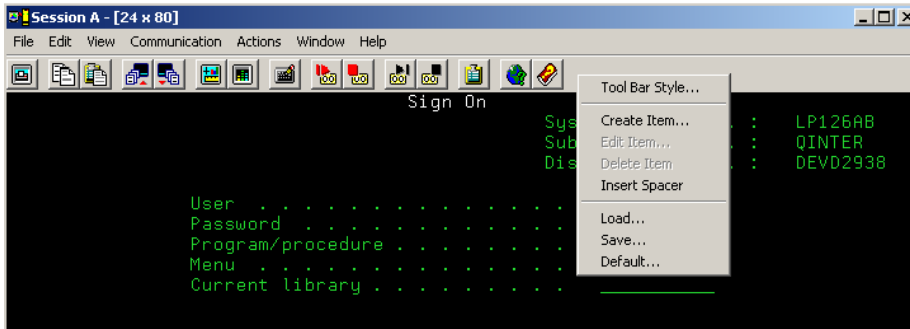 Session A - [24 x 80]
File Edit View Communication Actions Window Help
Tool Bar Style...
Create Item...
Edit Item...
Delete Item
Insert Spacer
Load...
Save...
Default...
Sign On
Sys . : LP126AB
Sub . : QINTER
Dis . : DEVD2938
User . . . . . . . . . . . . . .
Password . . . . . . . . . . . .
Program/procedure . . . . . . . .
Menu . . . . . . . . . . . . . .
Current library . . . . . . . . .